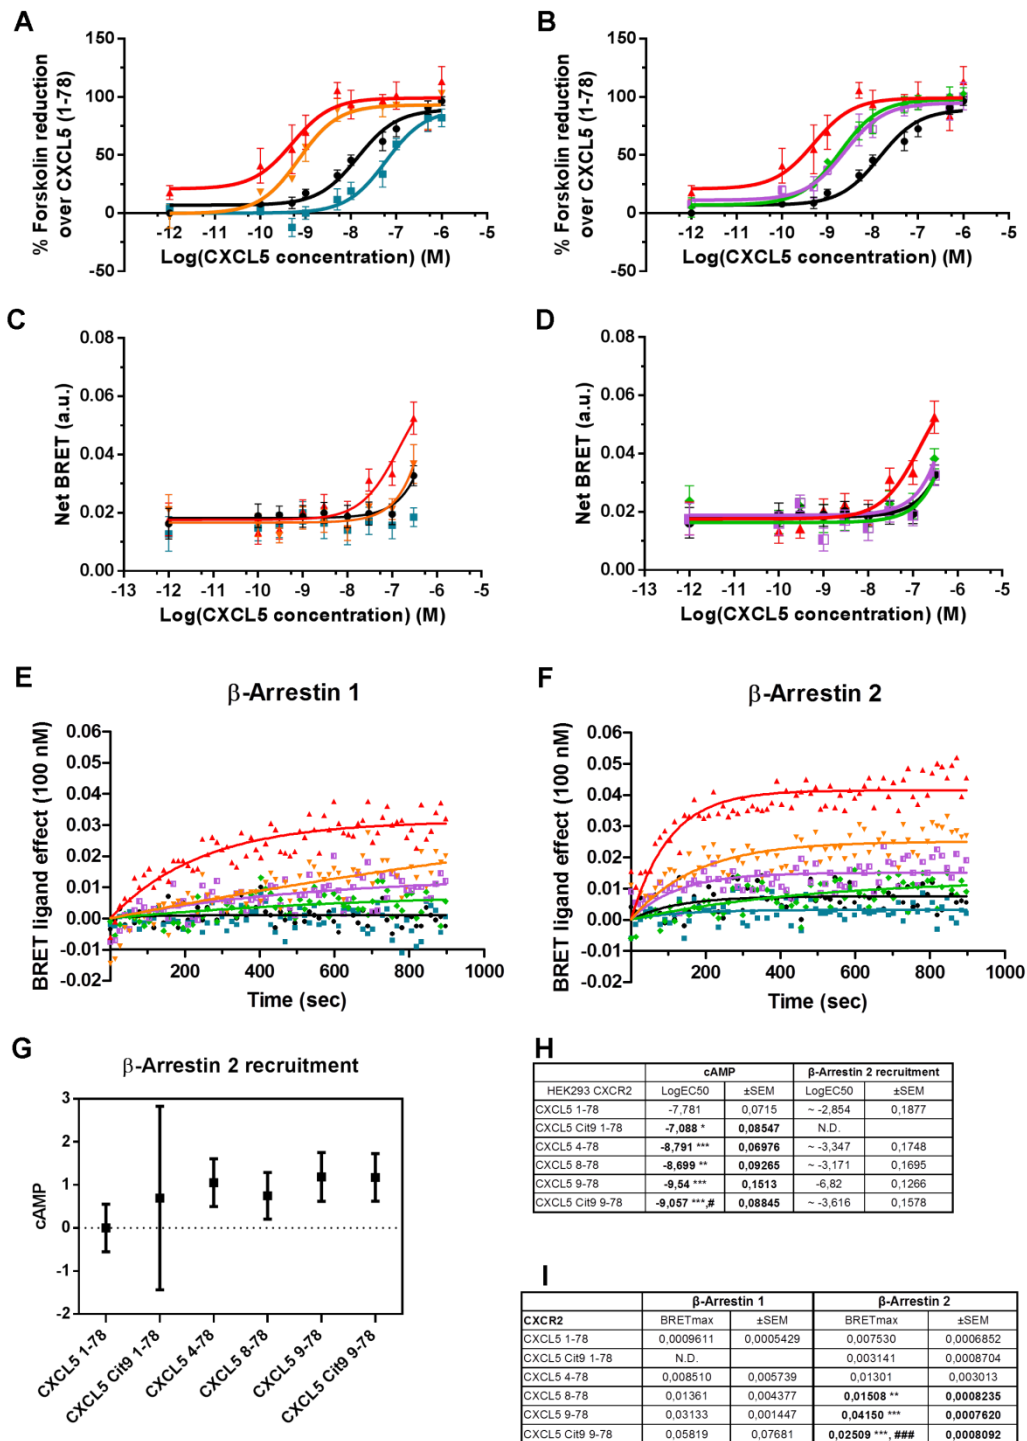 A
150
100
50
0
-50
% Forskolin reduction
over CXCL5 (1-78)
-12 -11 -10 -9 -8 -7 -6 -5
Log(CXCL5 concentration) (M)
B
150
100
50
0
-50
% Forskolin reduction
over CXCL5 (1-78)
-12 -11 -10 -9 -8 -7 -6 -5
Log(CXCL5 concentration) (M)
C
0.08
0.06
0.04
0.02
0.00
Net BRET (a.u.)
-13 -12 -11 -10 -9 -8 -7 -6 -5
Log(CXCL5 concentration) (M)
D
0.08
0.06
0.04
0.02
0.00
Net BRET (a.u.)
-13 -12 -11 -10 -9 -8 -7 -6 -5
Log(CXCL5 concentration) (M)
E
β-Arrestin 1
0.06
0.05
0.04
0.03
0.02
0.01
0.00
-0.01
-0.02
BRET ligand effect (100 nM)
200 400 600 800 1000
Time (sec)
F
β-Arrestin 2
0.06
0.05
0.04
0.03
0.02
0.01
0.00
-0.01
-0.02
BRET ligand effect (100 nM)
200 400 600 800 1000
Time (sec)
G
β-Arrestin 2 recruitment
3
2
1
0
-1
-2
cAMP
CXCL5 1-78
CXCL5 Cit9 1-78
CXCL5 4-78
CXCL5 8-78
CXCL5 9-78
CXCL5 Cit9 9-78
H
cAMP β-Arrestin 2 recruitment
HEK293 CXCR2 LogEC50 ±SEM LogEC50 ±SEM
CXCL5 1-78 -7,781 0,0715 ~ -2,854 0,1877
CXCL5 Cit9 1-78 -7,088 * 0,08547 N.D.
CXCL5 4-78 -8,791 *** 0,06976 ~ -3,347 0,1748
CXCL5 8-78 -8,699 ** 0,09265 ~ -3,171 0,1695
CXCL5 9-78 -9,54 *** 0,1513 -6,82 0,1266
CXCL5 Cit9 9-78 -9,057 ***,# 0,08845 ~ -3,616 0,1578
I
β-Arrestin 1 β-Arrestin 2
CXCR2 BRETmax ±SEM BRETmax ±SEM
CXCL5 1-78 0,0009611 0,0005429 0,007530 0,0006852
CXCL5 Cit9 1-78 N.D. 0,003141 0,0008704
CXCL5 4-78 0,008510 0,005739 0,01301 0,003013
CXCL5 8-78 0,01361 0,004377 0,01508 ** 0,0008235
CXCL5 9-78 0,03133 0,001447 0,04150 *** 0,0007620
CXCL5 Cit9 9-78 0,05819 0,07681 0,02509 ***, ### 0,0008092